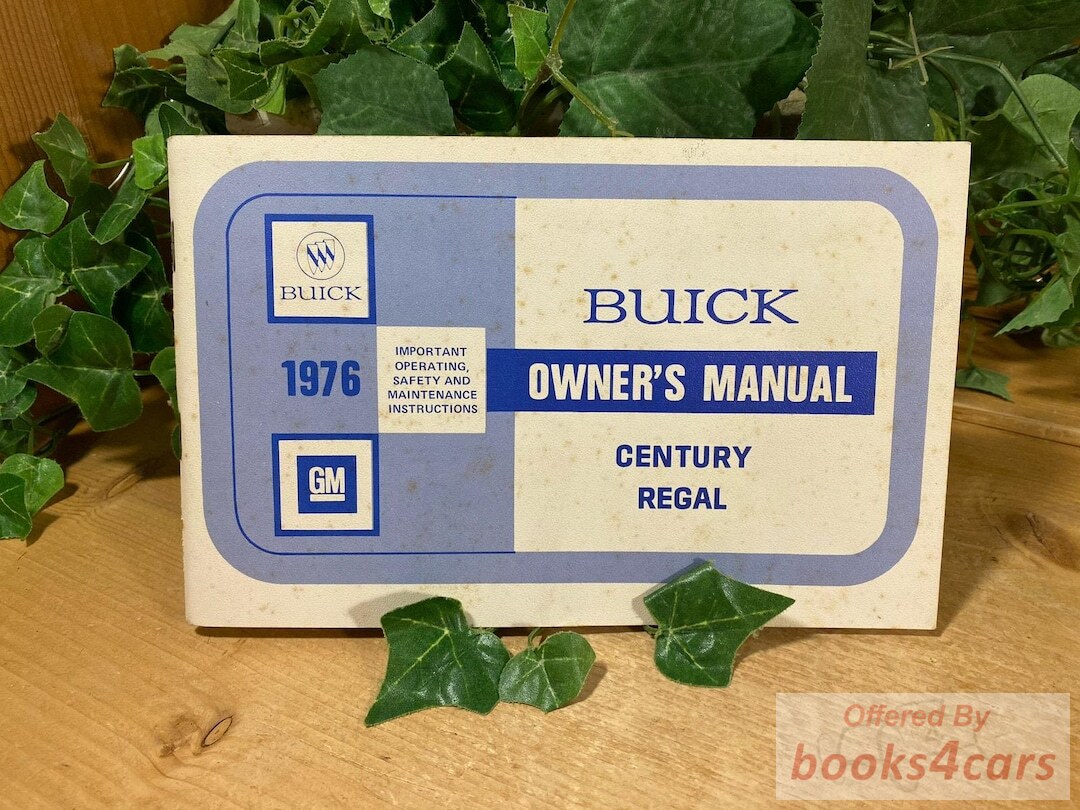 BUICK
1976
IMPORTANT
OPERATING,
SAFETY AND
MAINTENANCE
INSTRUCTIONS
GM
BUICK
OWNER'S MANUAL
CENTURY
REGAL
Offered By
books4cars